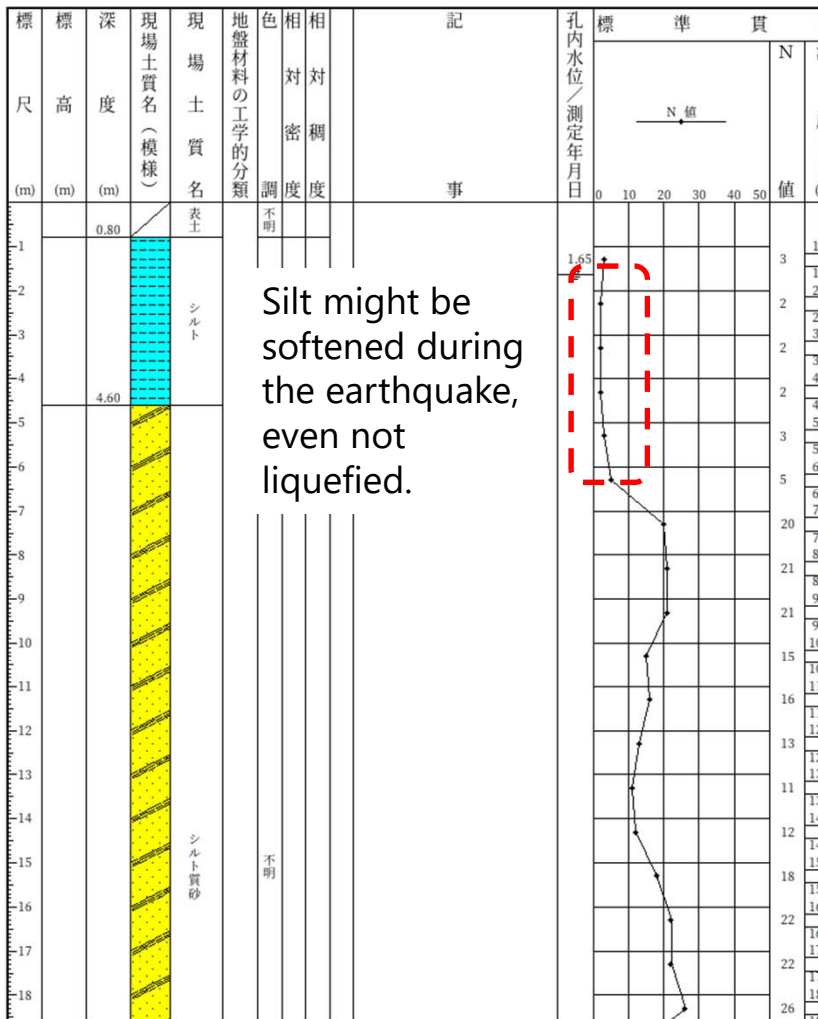 標尺(m)
標高(m)
深度(m)
現場土質名(模様)
現場土質名
地盤材料の工学的分類
色調
相対密度
相対稠度
記事
孔内水位/測定年月日
標準貫
N値
0 10 20 30 40 50
N値
0.80
表土
不明
1
1.65
3
2
2
シルト
3
2
4
2
4.60
5
3
6
5
7
20
8
21
9
21
10
15
11
16
12
13
13
11
14
12
シルト質砂
不明
15
18
16
22
17
22
18
26
Silt might be
softened during
the earthquake,
even not
liquefied.